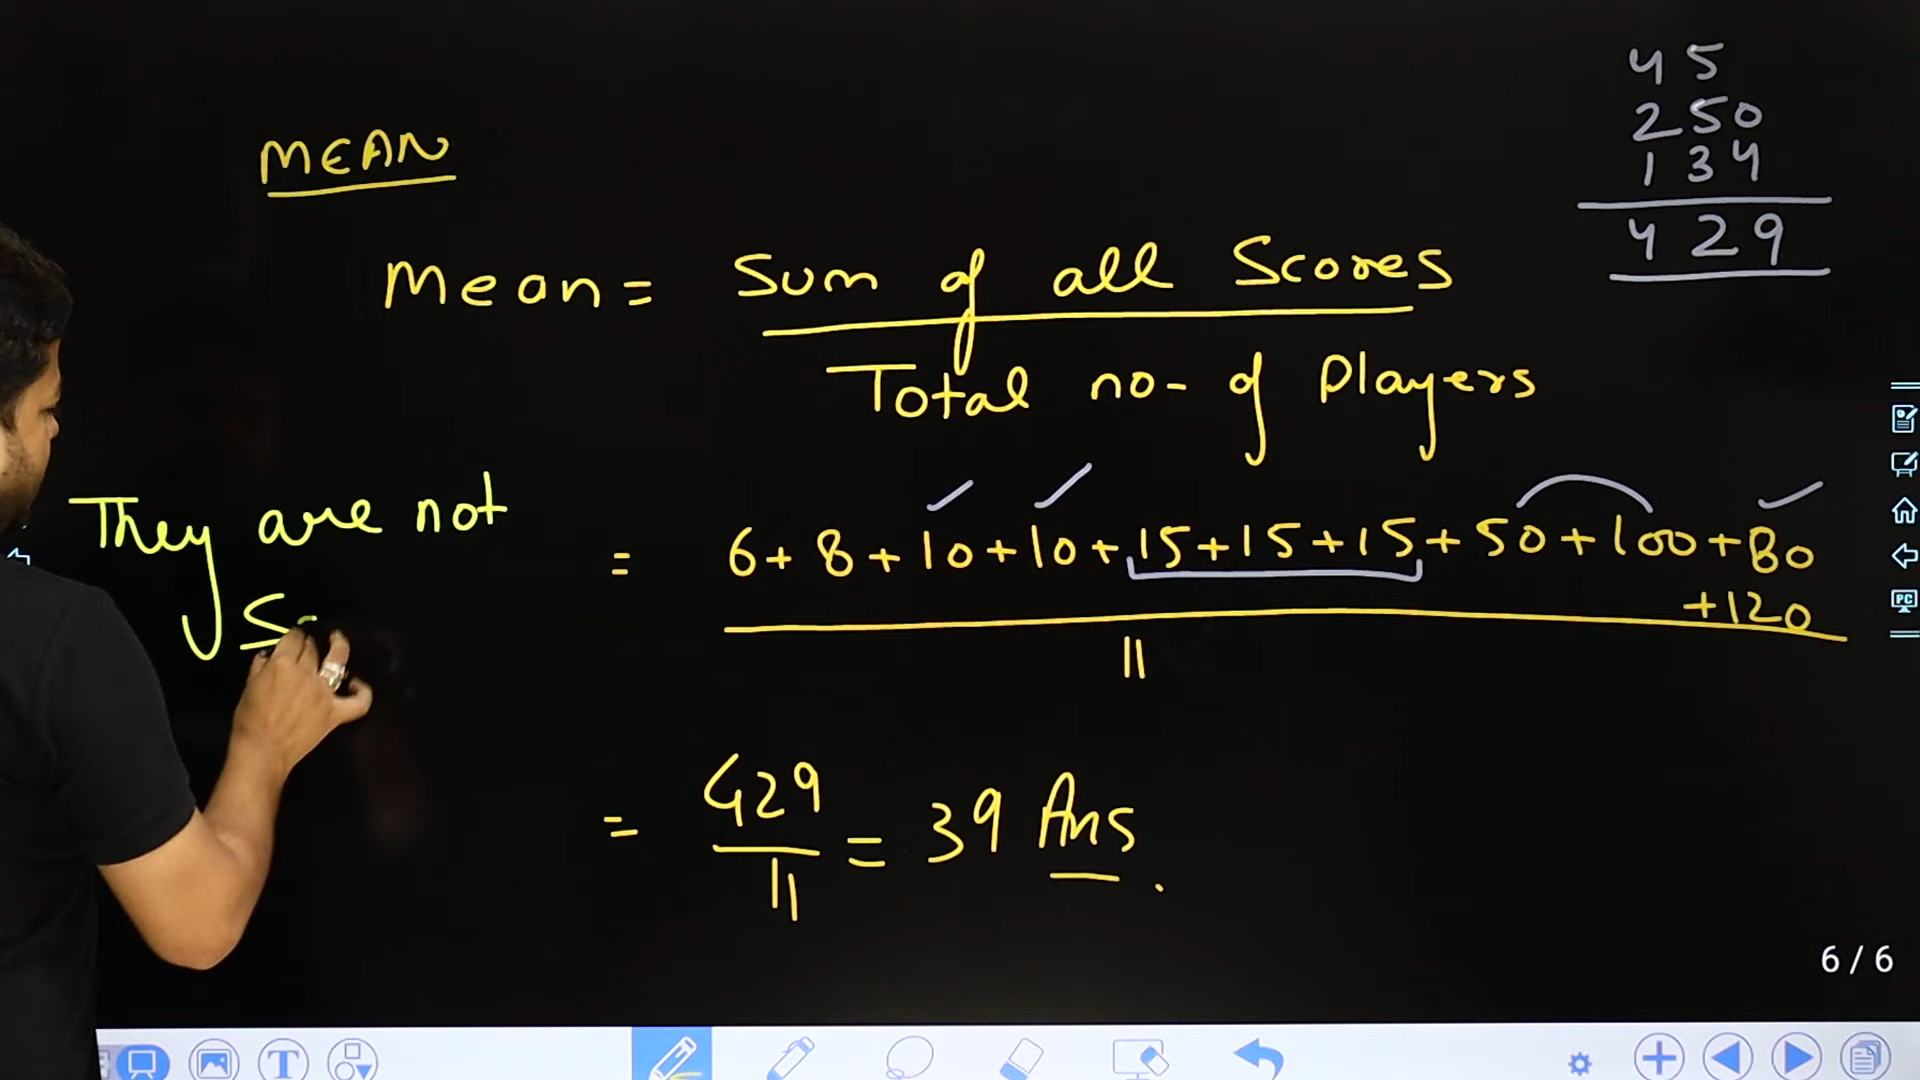 45
250
134
429
MEAN
Mean = Sum of all Scores
Total no- of Players
They are not
= 6+8+10+10+15+15+15+50+100+80
+120
11
= 429
11
= 39 Ans.
6 / 6
T
PC